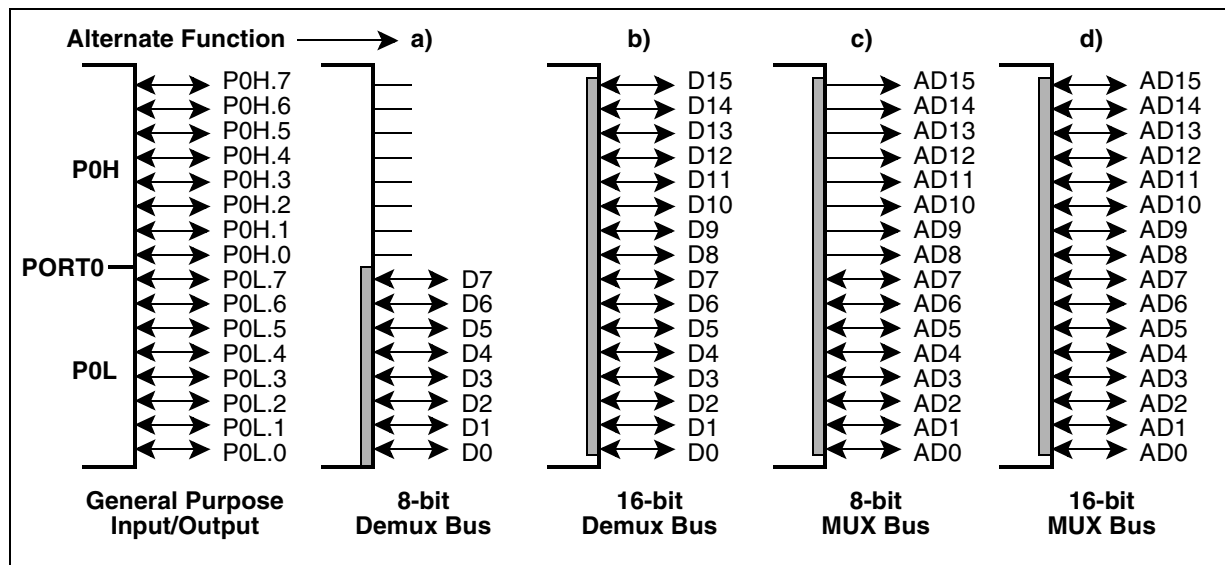 Alternate Function a) b) c) d)
P0H.7 D15 AD15 AD15
P0H.6 D14 AD14 AD14
P0H.5 D13 AD13 AD13
P0H.4 D12 AD12 AD12
P0H
P0H.3 D11 AD11 AD11
P0H.2 D10 AD10 AD10
P0H.1 D9 AD9 AD9
P0H.0 D8 AD8 AD8
PORT0
P0L.7 D7 D7 AD7 AD7
P0L.6 D6 D6 AD6 AD6
P0L.5 D5 D5 AD5 AD5
P0L.4 D4 D4 AD4 AD4
P0L
P0L.3 D3 D3 AD3 AD3
P0L.2 D2 D2 AD2 AD2
P0L.1 D1 D1 AD1 AD1
P0L.0 D0 D0 AD0 AD0
General Purpose 8-bit 16-bit 8-bit 16-bit
Input/Output Demux Bus Demux Bus MUX Bus MUX Bus